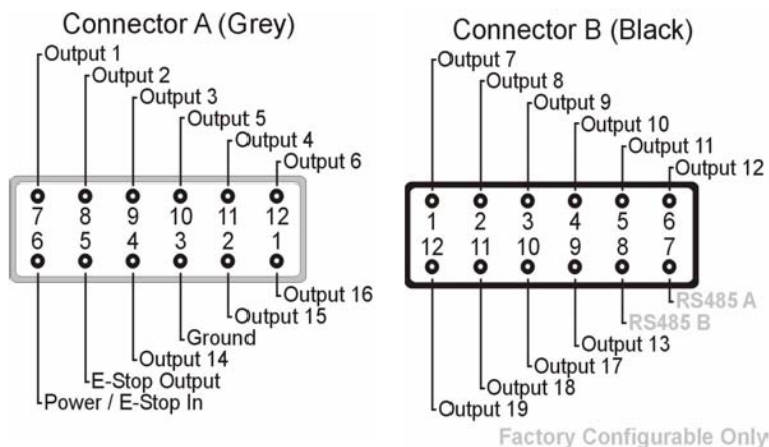 Connector A (Grey)
Output 1
Output 2
Output 3
Output 5
Output 4
Output 6
7 8 9 10 11 12
6 5 4 3 2 1
Output 16
Output 15
Ground
Output 14
E-Stop Output
Power / E-Stop In
Connector B (Black)
Output 7
Output 8
Output 9
Output 10
Output 11
Output 12
1 2 3 4 5 6
12 11 10 9 8 7
RS485 A
RS485 B
Output 13
Output 17
Output 18
Output 19
Factory Configurable Only